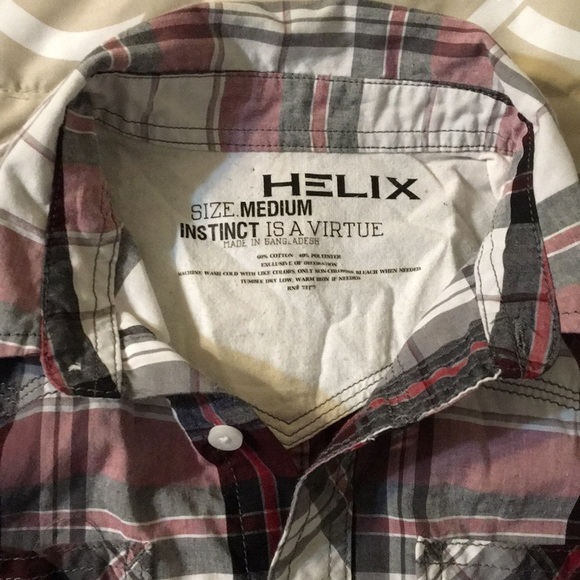 HELIX
SIZE.MEDIUM
INSTINCT IS A VIRTUE
MADE IN BANGLADESH
60% COTTON 40% POLYESTER
EXCLUSIVE OF DECORATION
MACHINE WASH COLD WITH LIKE COLORS, ONLY NON-CHLORINE BLEACH WHEN NEEDED
TUMBLE DRY LOW, WARM IRON IF NEEDED
RN#